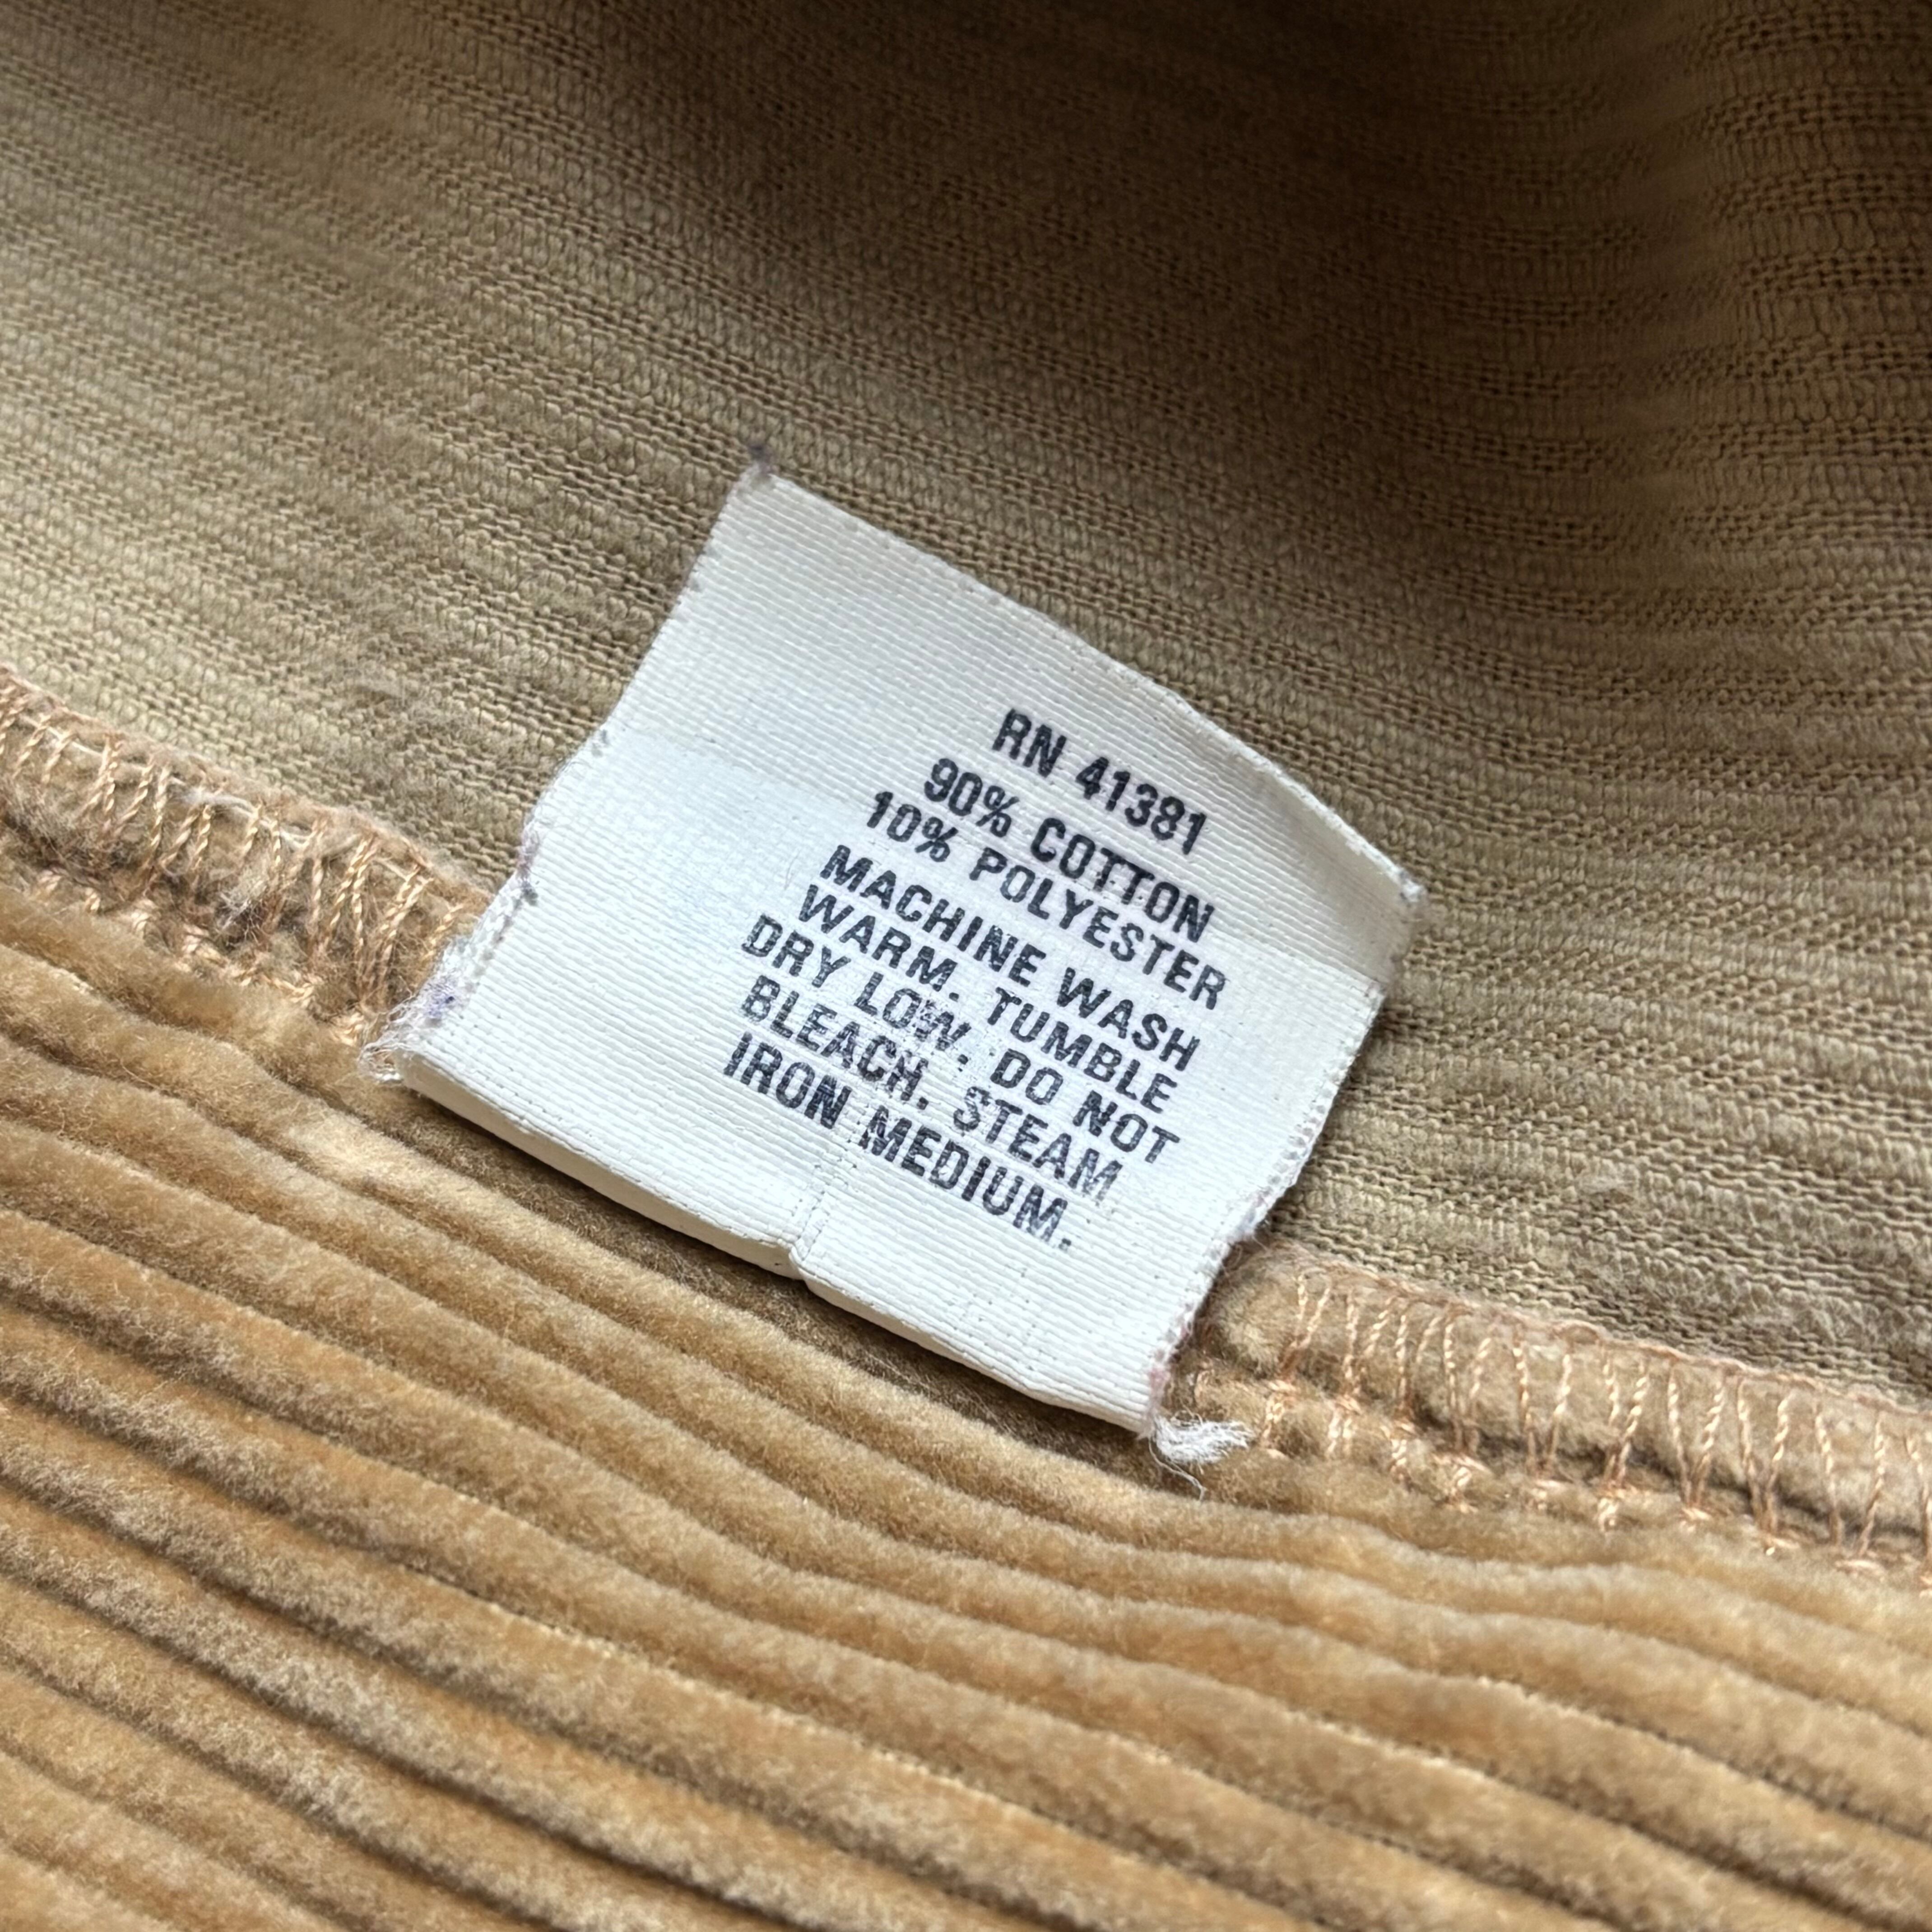 RN 41381
90% COTTON
10% POLYESTER
MACHINE WASH
WARM. TUMBLE
DRY LOW. DO NOT
BLEACH. STEAM
IRON MEDIUM.